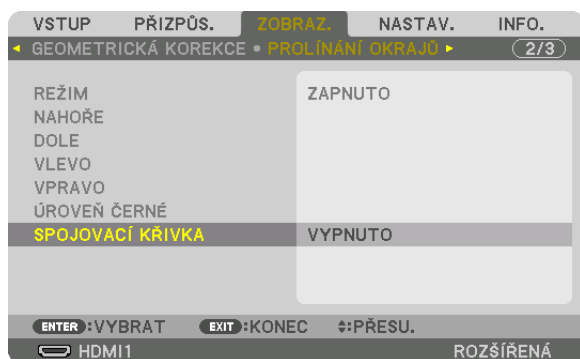 VSTUP PŘIZPŮS. ZOBRAZ. NASTAV. INFO.
GEOMETRICKÁ KOREKCE • PROLÍNÁNÍ OKRAJŮ 2/3
REŽIM ZAPNUTO
NAHOŘE
DOLE
VLEVO
VPRAVO
ÚROVEŇ ČERNÉ
SPOJOVACÍ KŘIVKA VYPNUTO
ENTER :VYBRAT EXIT :KONEC :PŘESU.
HDMI1 ROZŠÍŘENÁ